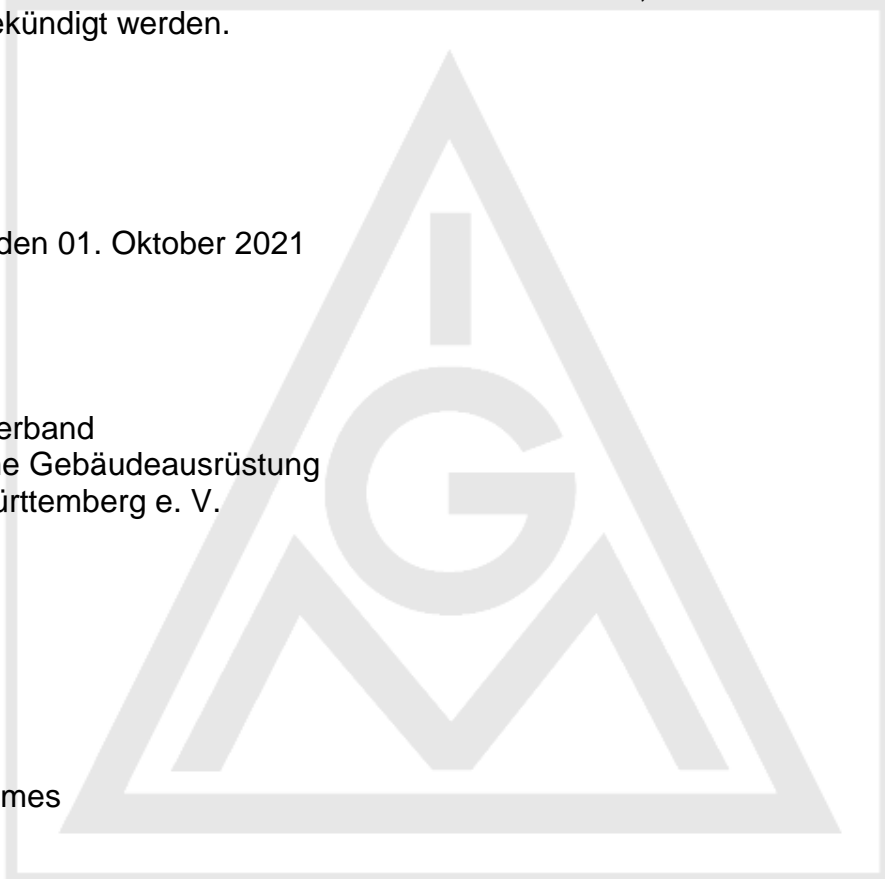 ekündigt werden.
den 01. Oktober 2021
erband
e Gebäudeausrüstung
ürttemberg e. V.
mes
I
G
M